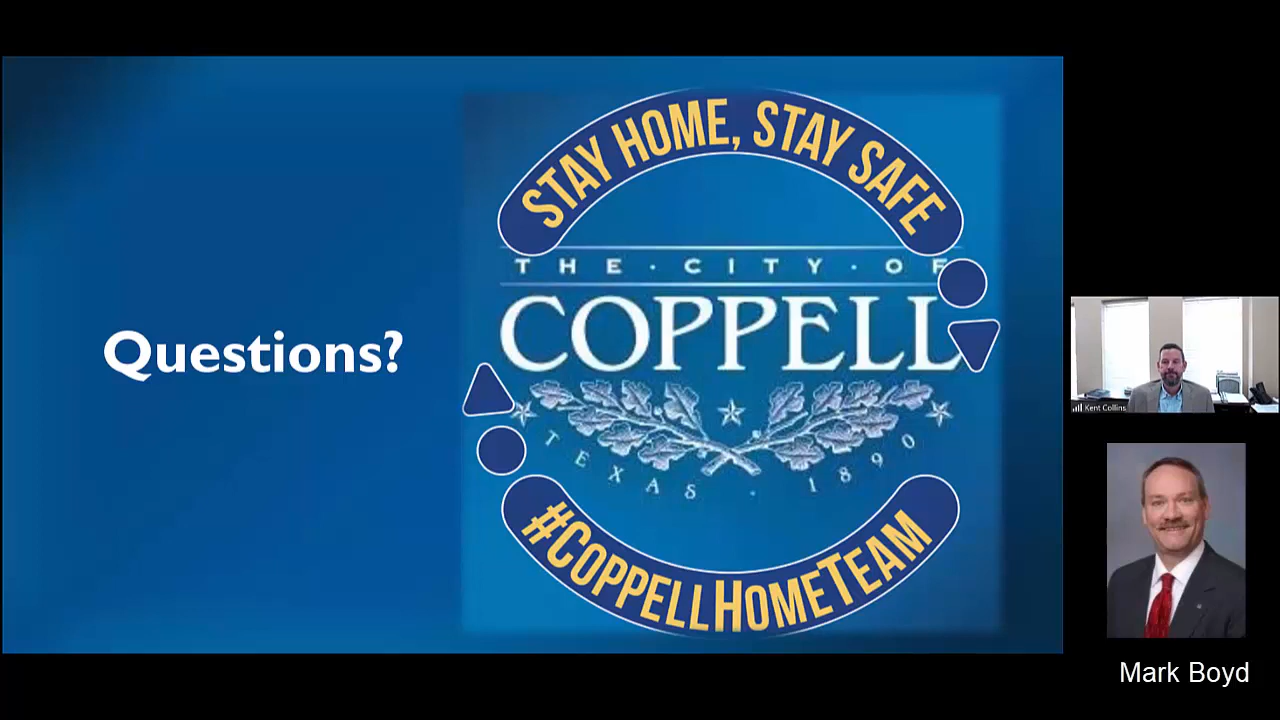 Questions?
STAY HOME, STAY SAFE
THE · CITY · OF
COPPELL
TEXAS · 1890
#COPPELLHOMETEAM
Kent Collins
Mark Boyd